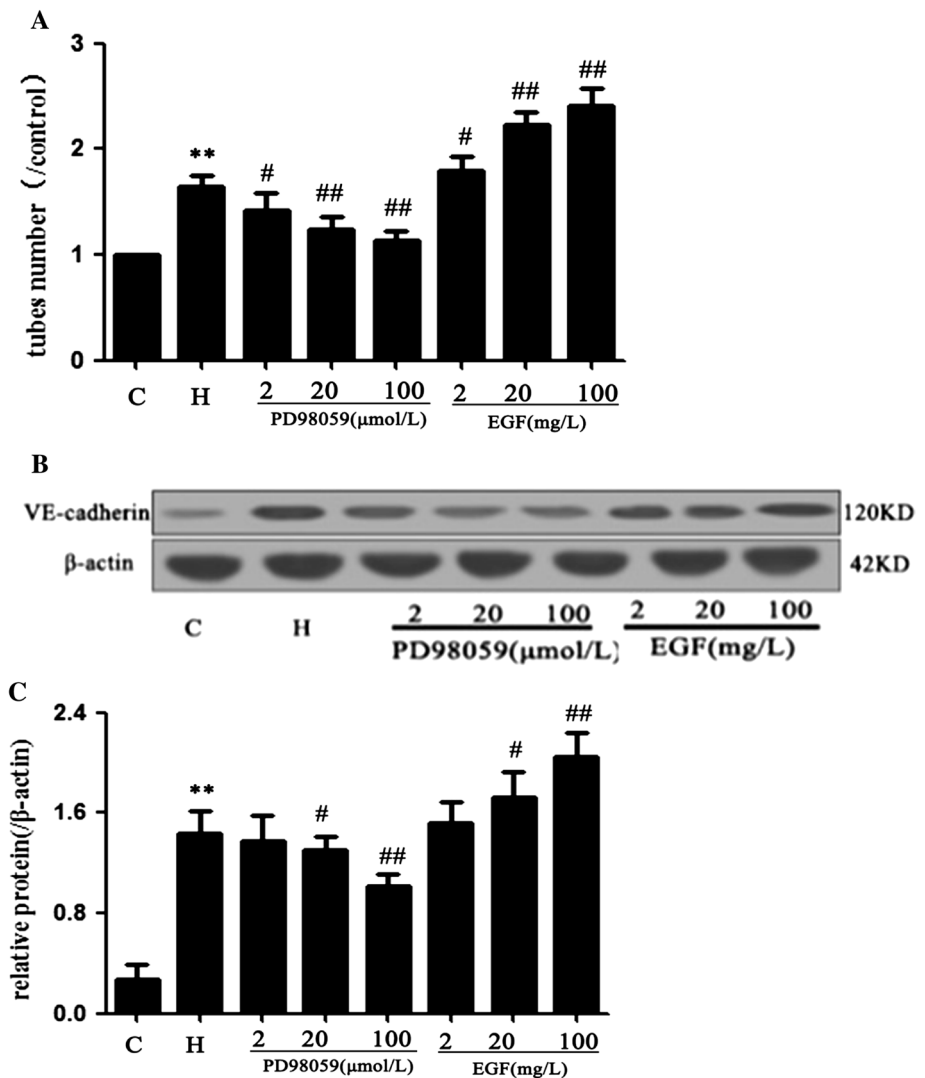 A
tubes number (/control)
3
2
1
0
**
#
##
##
#
##
##
C H 2 20 100 2 20 100
PD98059(μmol/L) EGF(mg/L)
B
VE-cadherin 120KD
β-actin 42KD
C H 2 20 100 2 20 100
PD98059(μmol/L) EGF(mg/L)
C
relative protein(/β-actin)
2.4
1.6
0.8
0.0
**
#
##
#
##
C H 2 20 100 2 20 100
PD98059(μmol/L) EGF(mg/L)